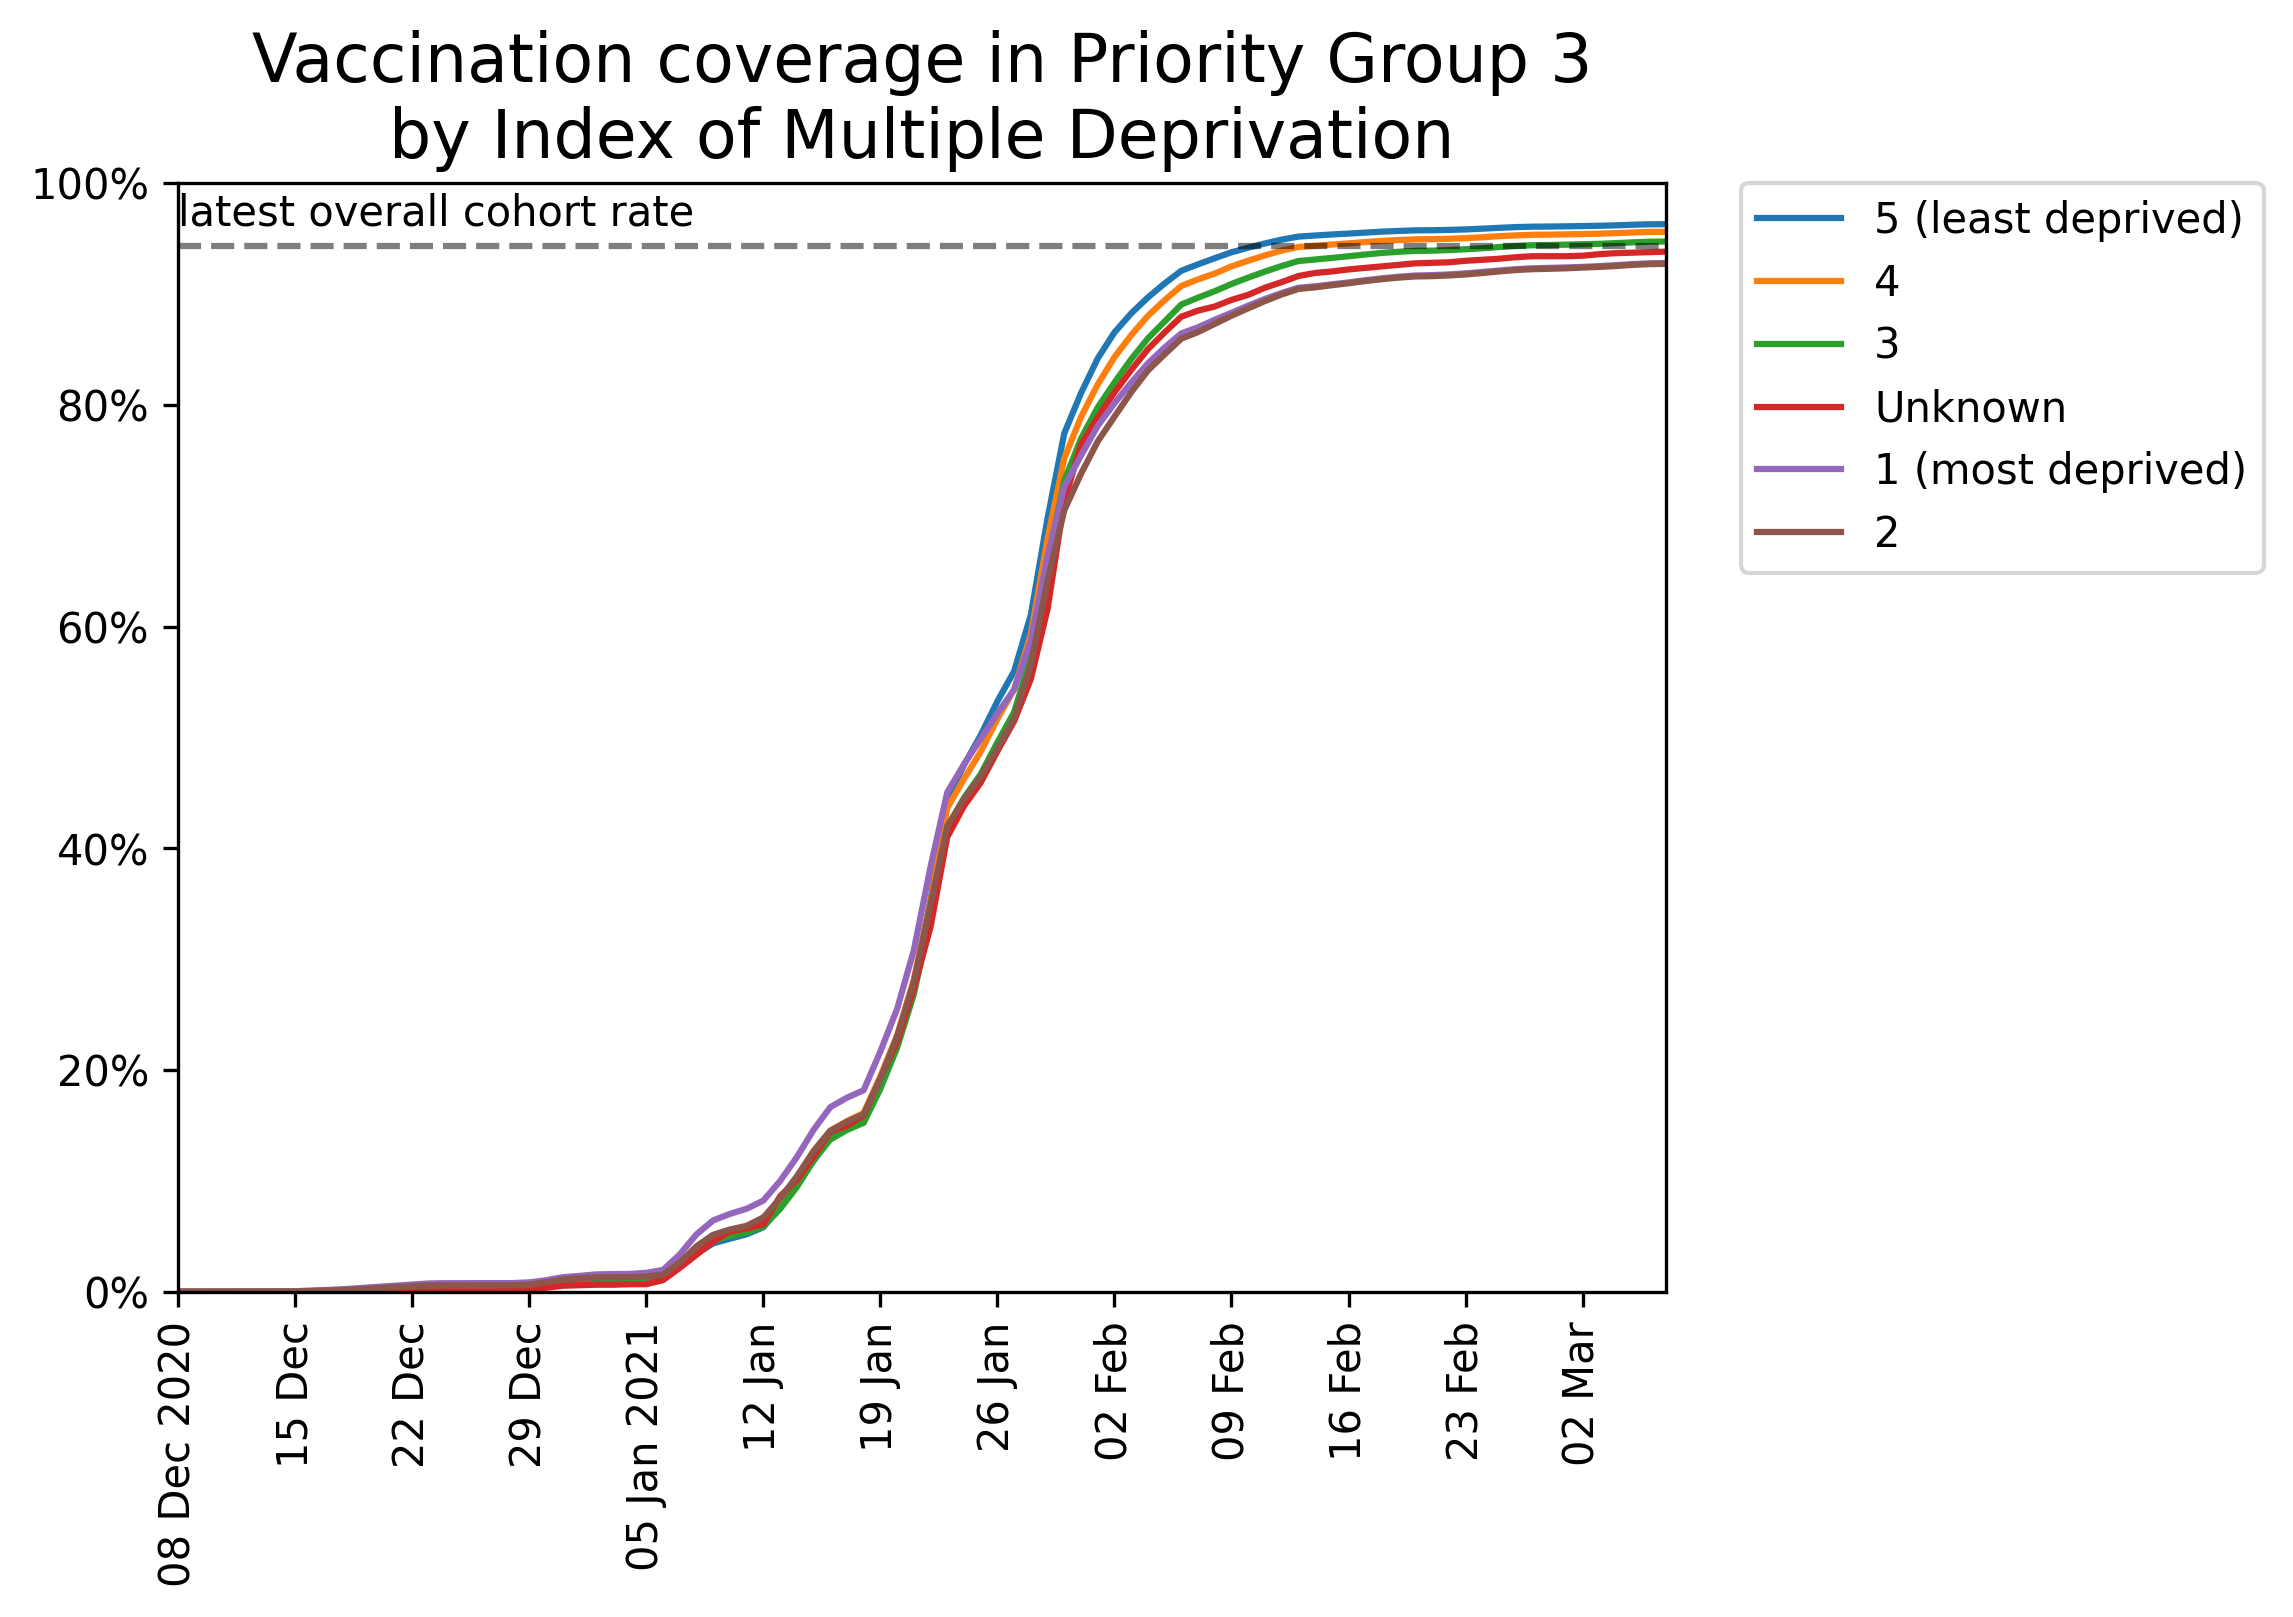 Vaccination coverage in Priority Group 3
by Index of Multiple Deprivation
100%
80%
60%
40%
20%
0%
latest overall cohort rate
08 Dec 2020
15 Dec
22 Dec
29 Dec
05 Jan 2021
12 Jan
19 Jan
26 Jan
02 Feb
09 Feb
16 Feb
23 Feb
02 Mar
5 (least deprived)
4
3
Unknown
1 (most deprived)
2